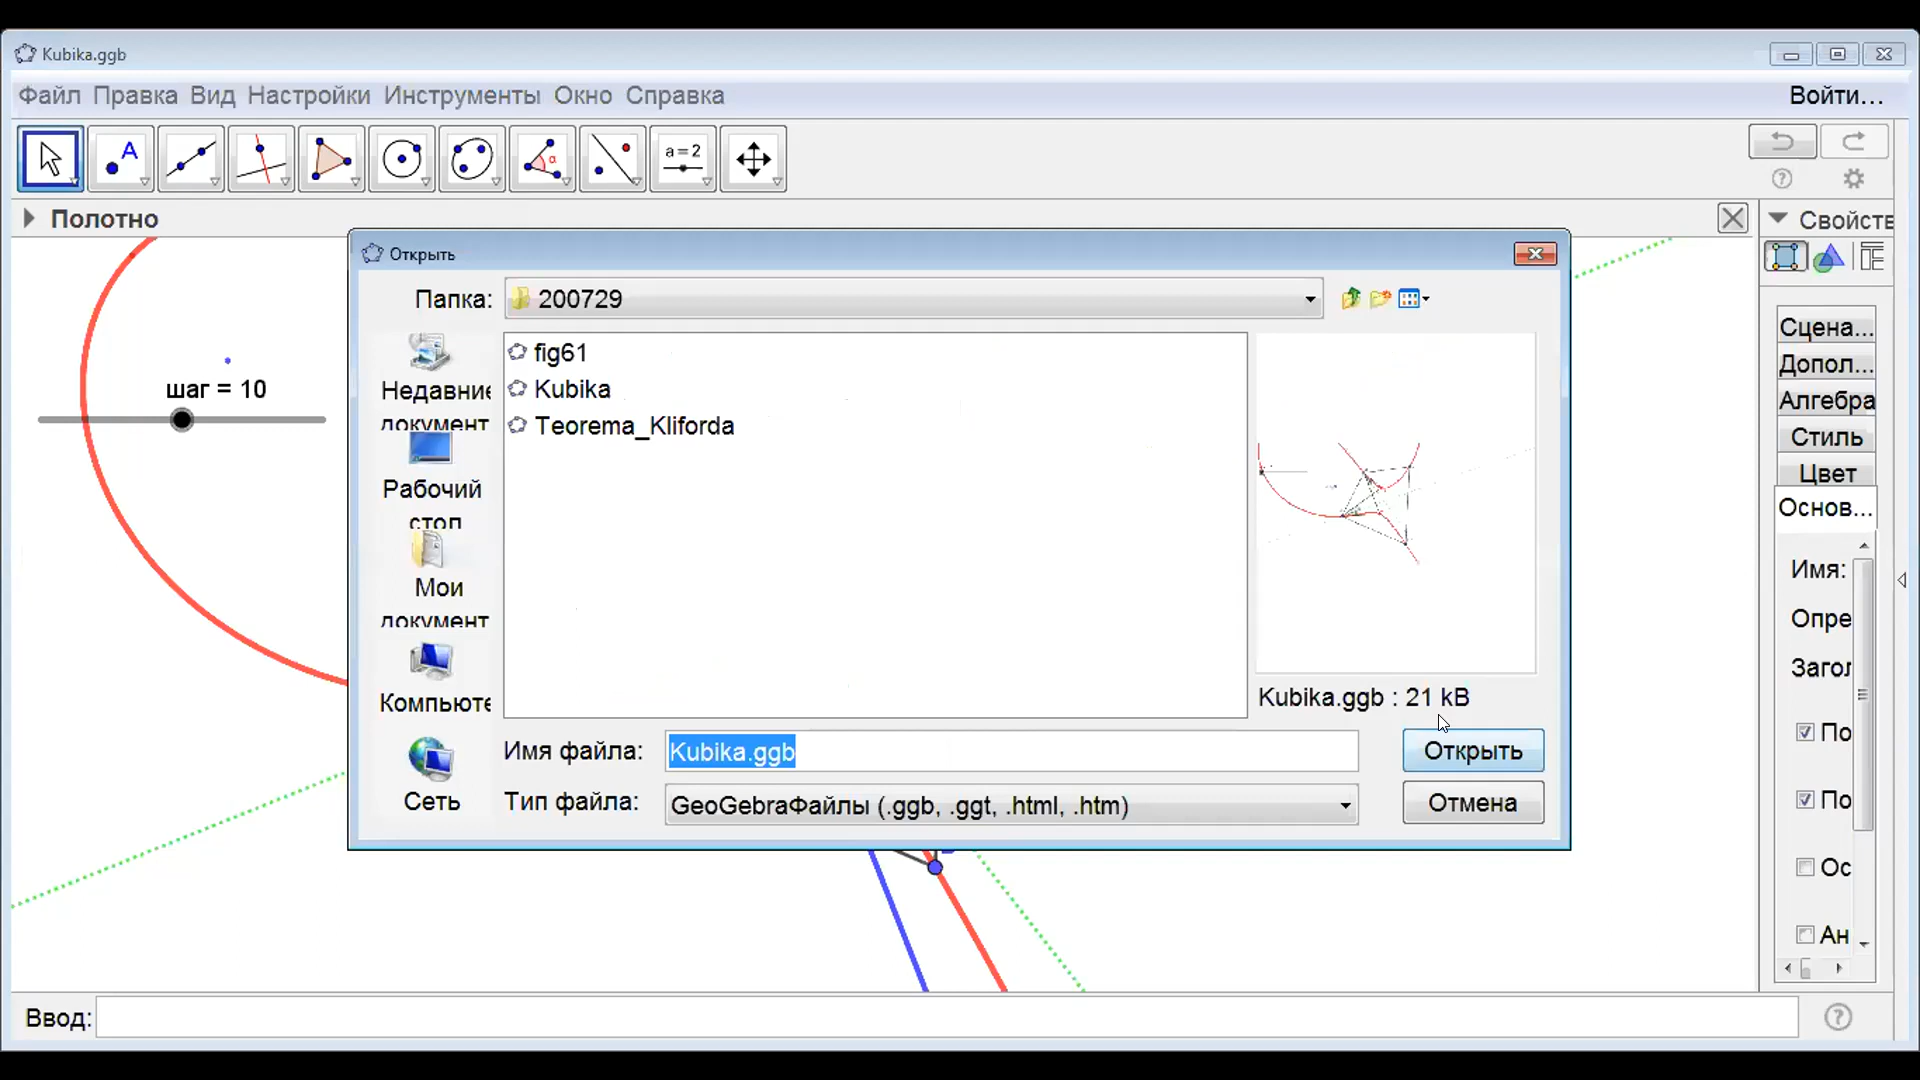 Kubika.ggb
Файл Правка Вид Настройки Инструменты Окно Справка
Войти...
A
α
a=2
Полотно
Свойств
шаг = 10
Открыть
Папка: 200729
Недавние
документ
Рабочий
стол
Мои
документ
Компьюте
Сеть
fig61
Kubika
Teorema_Kliforda
Kubika.ggb : 21 kB
Имя файла: Kubika.ggb
Открыть
Тип файла: GeoGebraФайлы (.ggb, .ggt, .html, .htm)
Отмена
Сцена...
Допол...
Алгебра
Стиль
Цвет
Основ...
Имя:
Опре
Загол
По
По
Ос
Ан
Ввод: